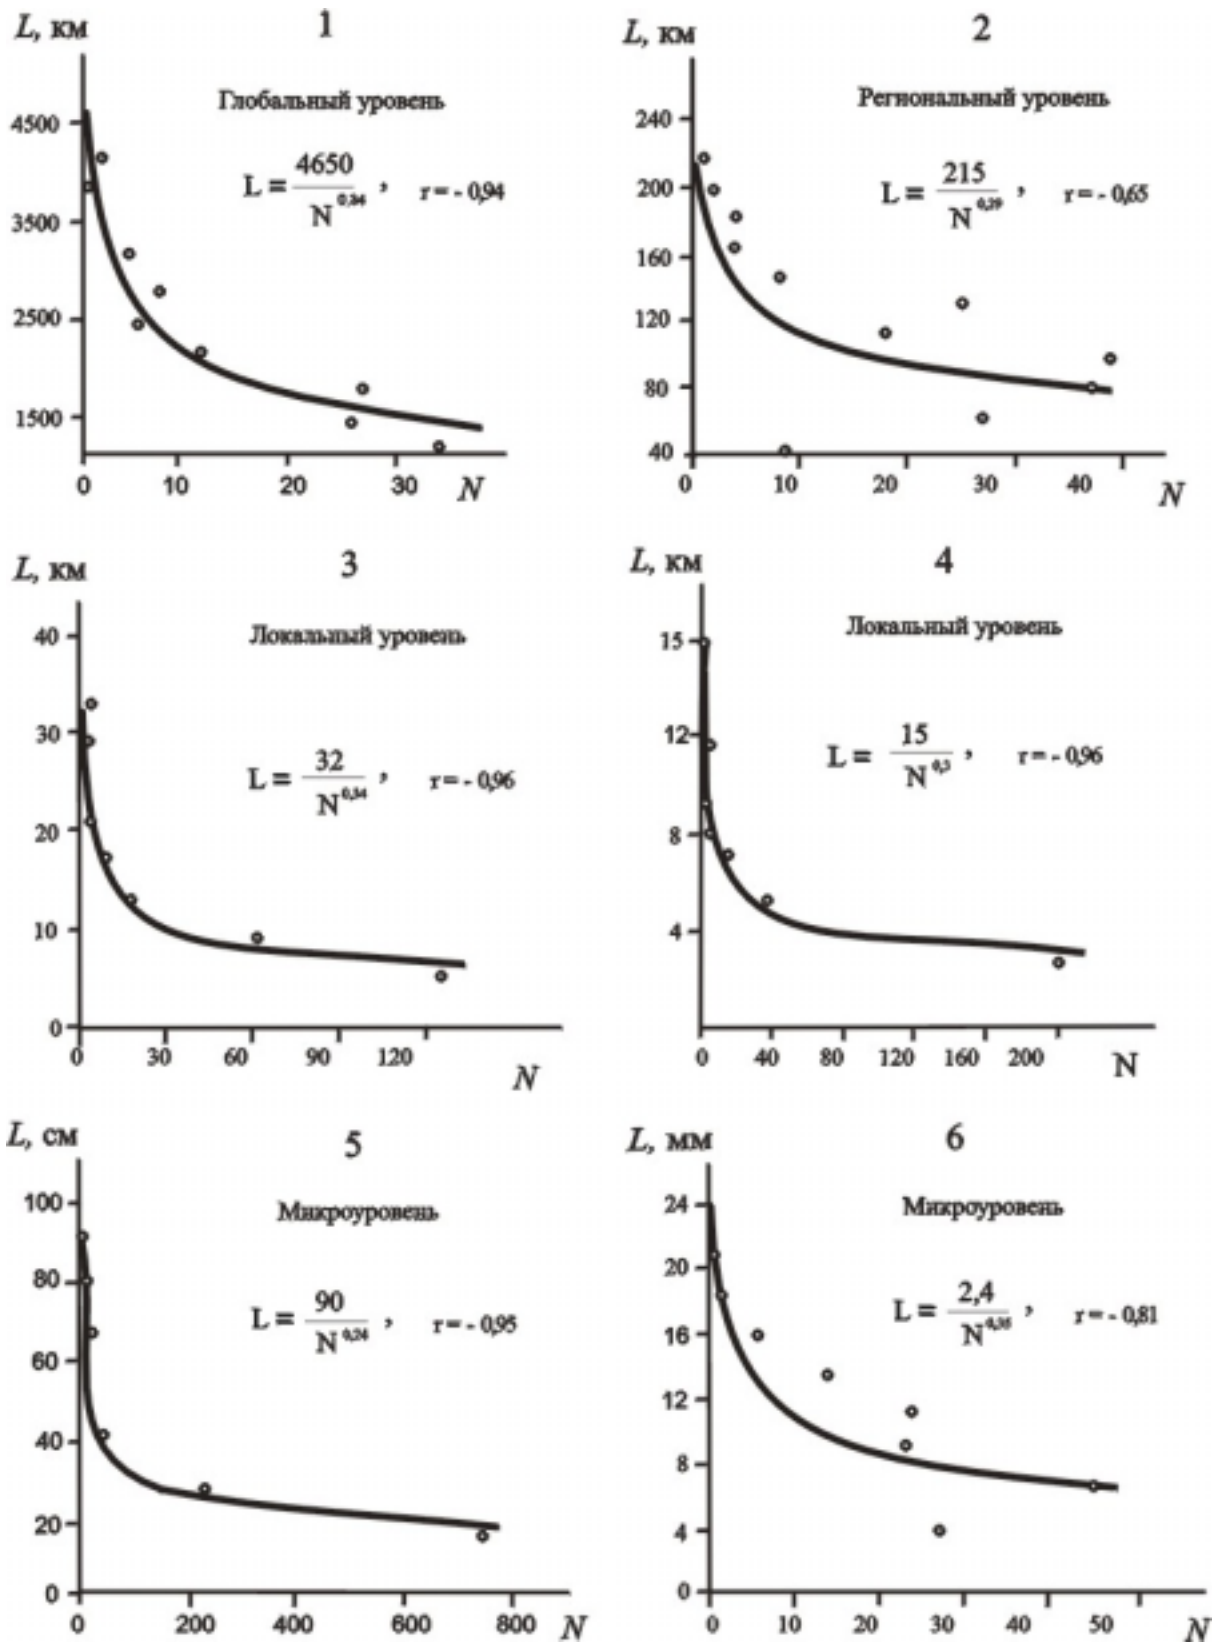 1
L, км
Глобальный уровень
L = 4650 / N^0,34 , r = - 0,94
4500
3500
2500
1500
0 10 20 30 N
2
L, км
Региональный уровень
L = 215 / N^0,29 , r = - 0,65
240
200
160
120
80
40
0 10 20 30 40 N
3
L, км
Локальный уровень
L = 32 / N^0,34 , r = - 0,96
40
30
20
10
0
0 30 60 90 120 N
4
L, км
Локальный уровень
L = 15 / N^0,3 , r = - 0,96
15
12
8
4
0 40 80 120 160 200 N
5
L, см
Микроуровень
L = 90 / N^0,24 , r = - 0,95
100
80
60
40
20
0
0 200 400 600 800 N
6
L, мм
Микроуровень
L = 2,4 / N^0,35 , r = - 0,81
24
20
16
12
8
4
0
0 10 20 30 40 50 N